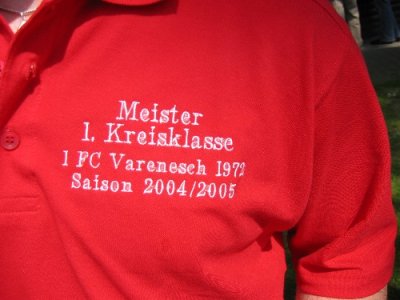 Meister
1. Kreisklasse
1 FC Varenesch 1972
Saison 2004/2005